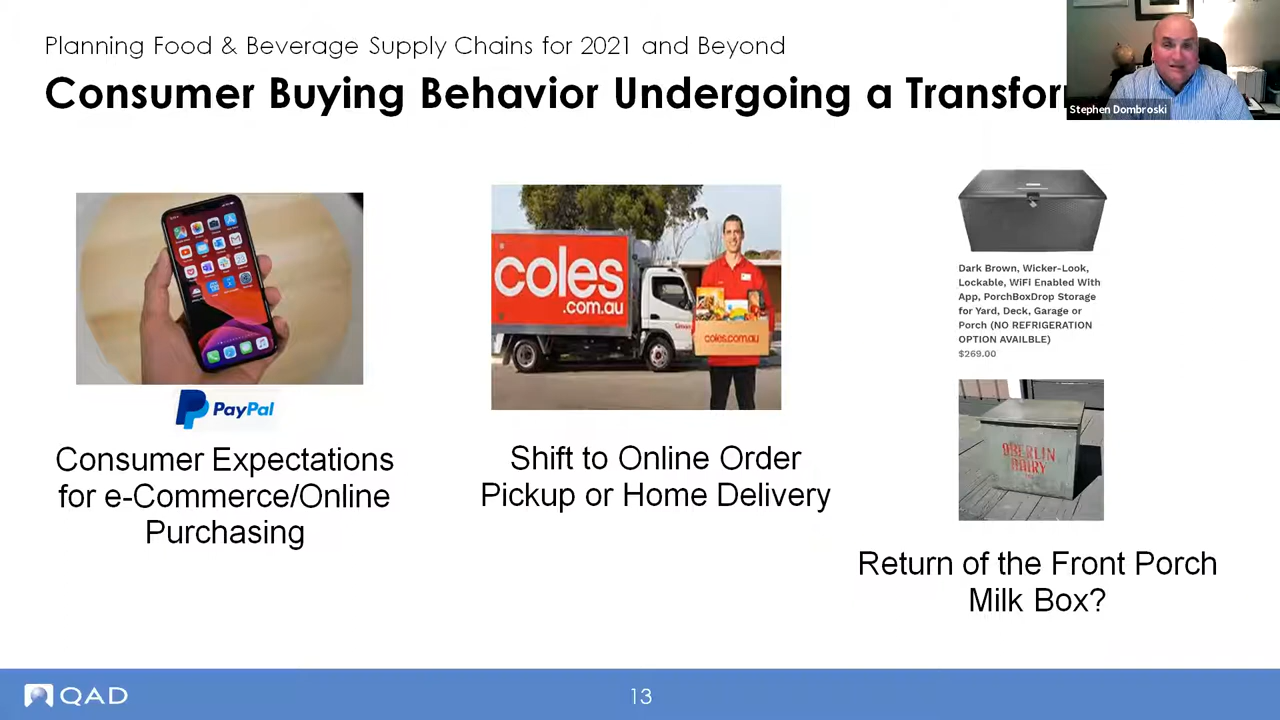 Planning Food & Beverage Supply Chains for 2021 and Beyond
Consumer Buying Behavior Undergoing a Transfor
Stephen Dombroski
PayPal
Consumer Expectations
for e-Commerce/Online
Purchasing
coles
.com.au
coles.com.au
Shift to Online Order
Pickup or Home Delivery
Dark Brown, Wicker-Look,
Lockable, WiFi Enabled With
App, PorchBoxDrop Storage
for Yard, Deck, Garage or
Porch (NO REFRIGERATION
OPTION AVAILBLE)
$269.00
OBERLIN
DAIRY
Return of the Front Porch
Milk Box?
QAD
13